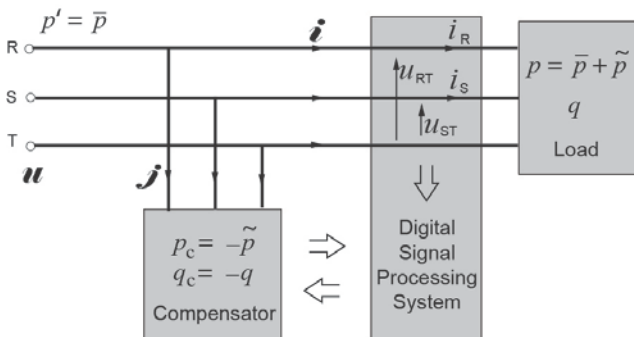 p' = p̄
R
S
T
u
i
j
i_R
i_S
u_RT
u_ST
p = p̄ + p̃
q
Load
p_c = –p̃
q_c = –q
Compensator
Digital
Signal
Processing
System